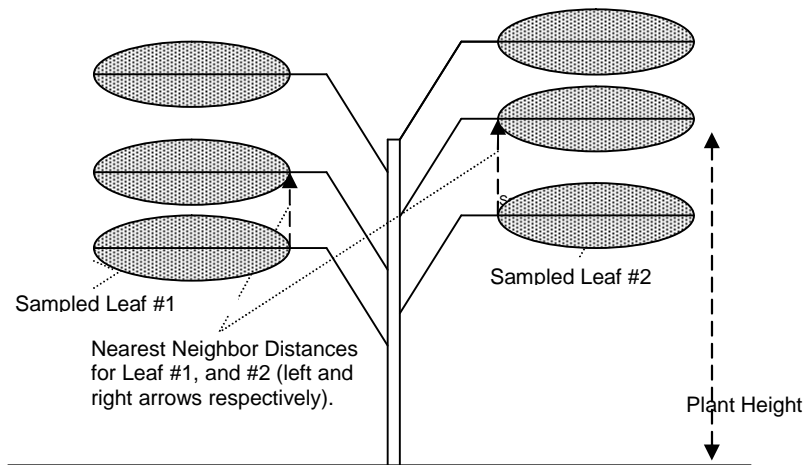 Sampled Leaf #2
Sampled Leaf #1
Nearest Neighbor Distances
for Leaf #1, and #2 (left and
right arrows respectively).
Plant Height